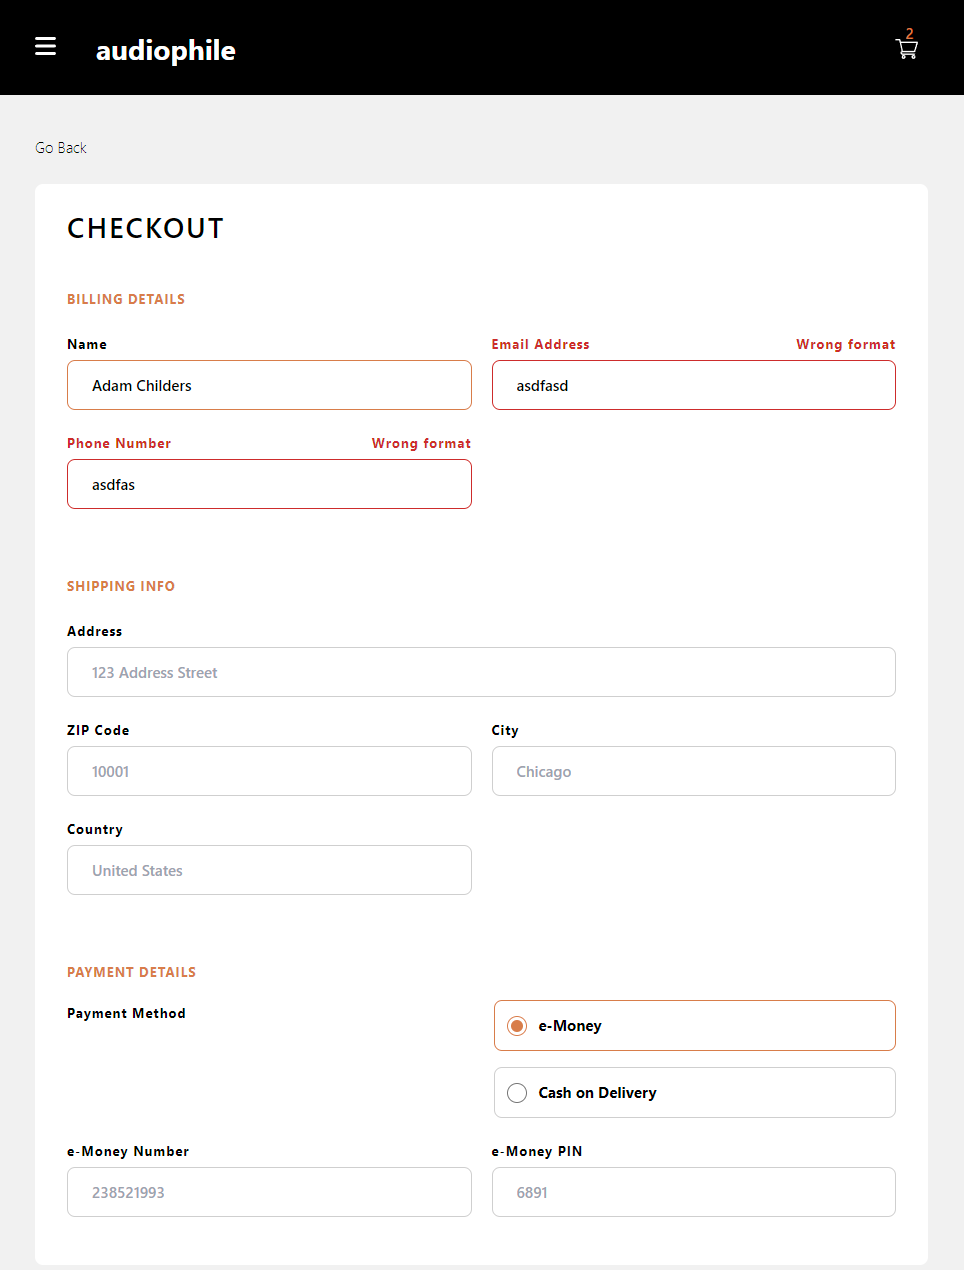 audiophile
2
Go Back
CHECKOUT
BILLING DETAILS
Name
Email Address Wrong format
Adam Childers
asdfasd
Phone Number Wrong format
asdfas
SHIPPING INFO
Address
123 Address Street
ZIP Code
City
10001
Chicago
Country
United States
PAYMENT DETAILS
Payment Method
e-Money
Cash on Delivery
e-Money Number
e-Money PIN
238521993
6891